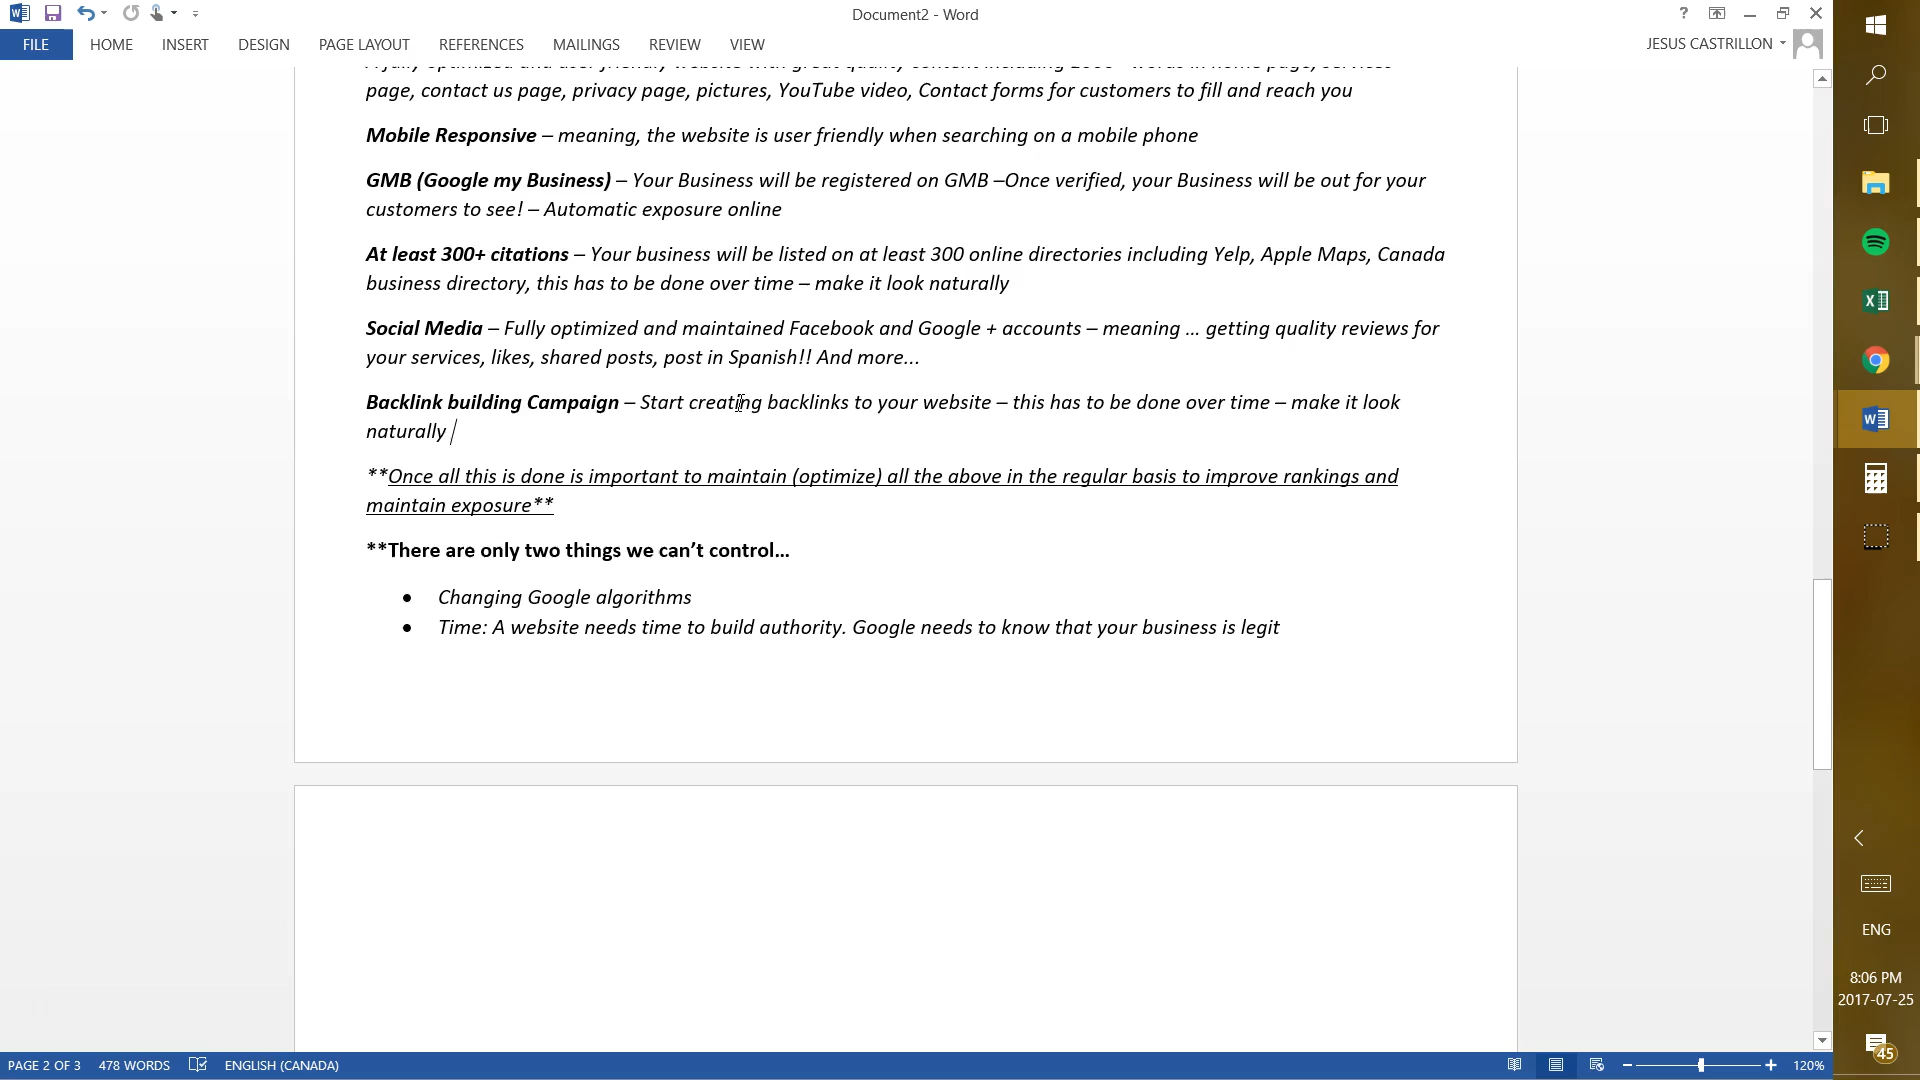 Document2 - Word
?
FILE HOME INSERT DESIGN PAGE LAYOUT REFERENCES MAILINGS REVIEW VIEW
JESUS CASTRILLON
page, contact us page, privacy page, pictures, YouTube video, Contact forms for customers to fill and reach you
Mobile Responsive – meaning, the website is user friendly when searching on a mobile phone
GMB (Google my Business) – Your Business will be registered on GMB –Once verified, your Business will be out for your
customers to see! – Automatic exposure online
At least 300+ citations – Your business will be listed on at least 300 online directories including Yelp, Apple Maps, Canada
business directory, this has to be done over time – make it look naturally
Social Media – Fully optimized and maintained Facebook and Google + accounts – meaning … getting quality reviews for
your services, likes, shared posts, post in Spanish!! And more…
Backlink building Campaign – Start creating backlinks to your website – this has to be done over time – make it look
naturally
**Once all this is done is important to maintain (optimize) all the above in the regular basis to improve rankings and
maintain exposure**
**There are only two things we can’t control…
• Changing Google algorithms
• Time: A website needs time to build authority. Google needs to know that your business is legit
ENG
8:06 PM
2017-07-25
45
PAGE 2 OF 3 478 WORDS ENGLISH (CANADA)
120%